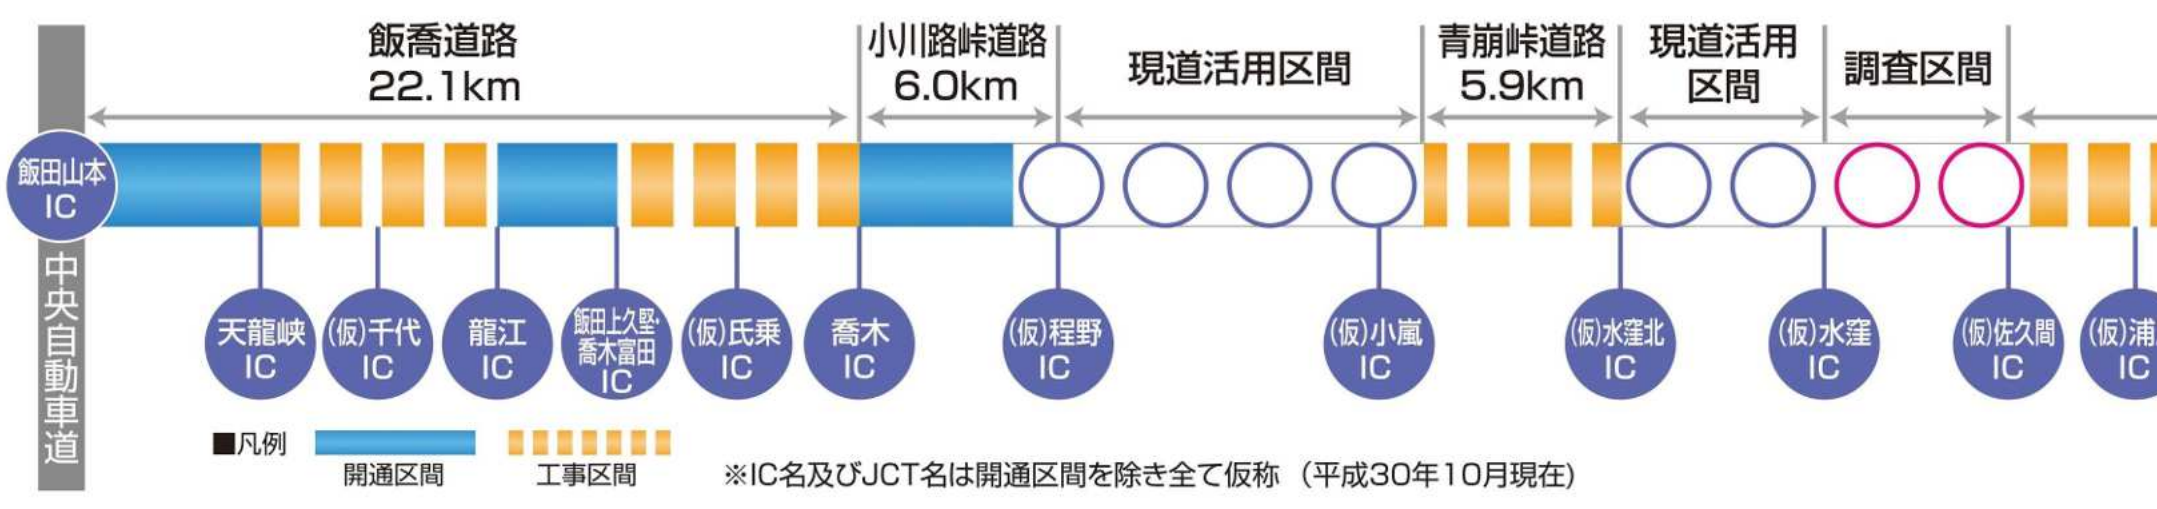 飯喬道路
22.1km
小川路峠道路
6.0km
現道活用区間
青崩峠道路
5.9km
現道活用
区間
調査区間
飯田山本
IC
中央自動車道
天龍峡
IC
(仮)千代
IC
龍江
IC
飯田上久堅・
喬木富田
IC
(仮)氏乗
IC
喬木
IC
(仮)程野
IC
(仮)小嵐
IC
(仮)水窪北
IC
(仮)水窪
IC
(仮)佐久間
IC
(仮)浦
IC
■凡例
開通区間
工事区間
※IC名及びJCT名は開通区間を除き全て仮称（平成30年10月現在)